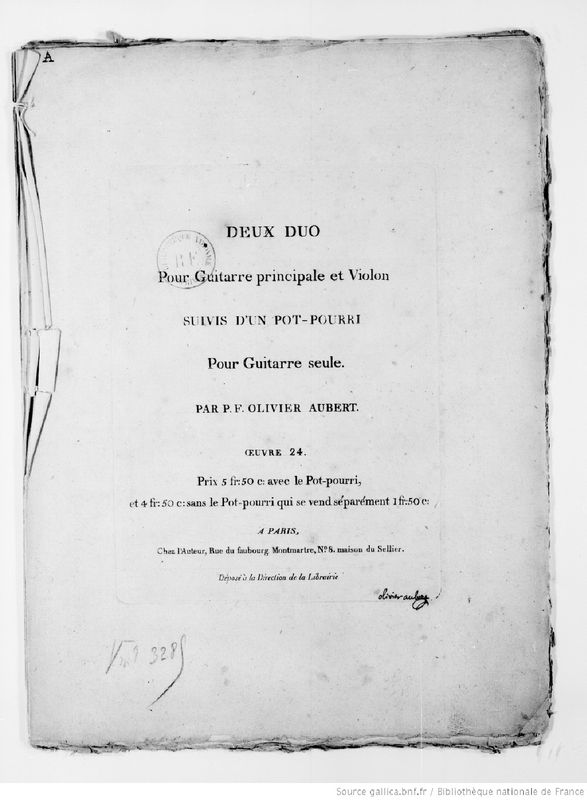 A
DEUX DUO
Pour Guitarre principale et Violon
SUIVIS D'UN POT-POURRI
Pour Guitarre seule.
PAR P. F. OLIVIER AUBERT.
ŒUVRE 24.
Prix 5 fr: 50 c: avec le Pot-pourri,
et 4 fr: 50 c: sans le Pot-pourri qui se vend séparément 1 fr: 50 c:
A PARIS,
Chez l'Auteur, Rue du faubourg Montmartre, Nº 8. maison du Sellier.
Déposé à la Direction de la Librairie
olivier aubert
Source gallica.bnf.fr / Bibliothèque nationale de France